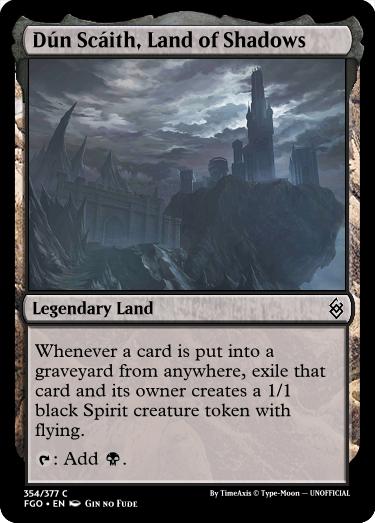 Dún Scáith, Land of Shadows
Legendary Land
Whenever a card is put into a
graveyard from anywhere, exile that
card and its owner creates a 1/1
black Spirit creature token with
flying.
: Add .
354/377 C
FGO • EN Gin no Fude
By TimeAxis © Type-Moon — UNOFFICIAL